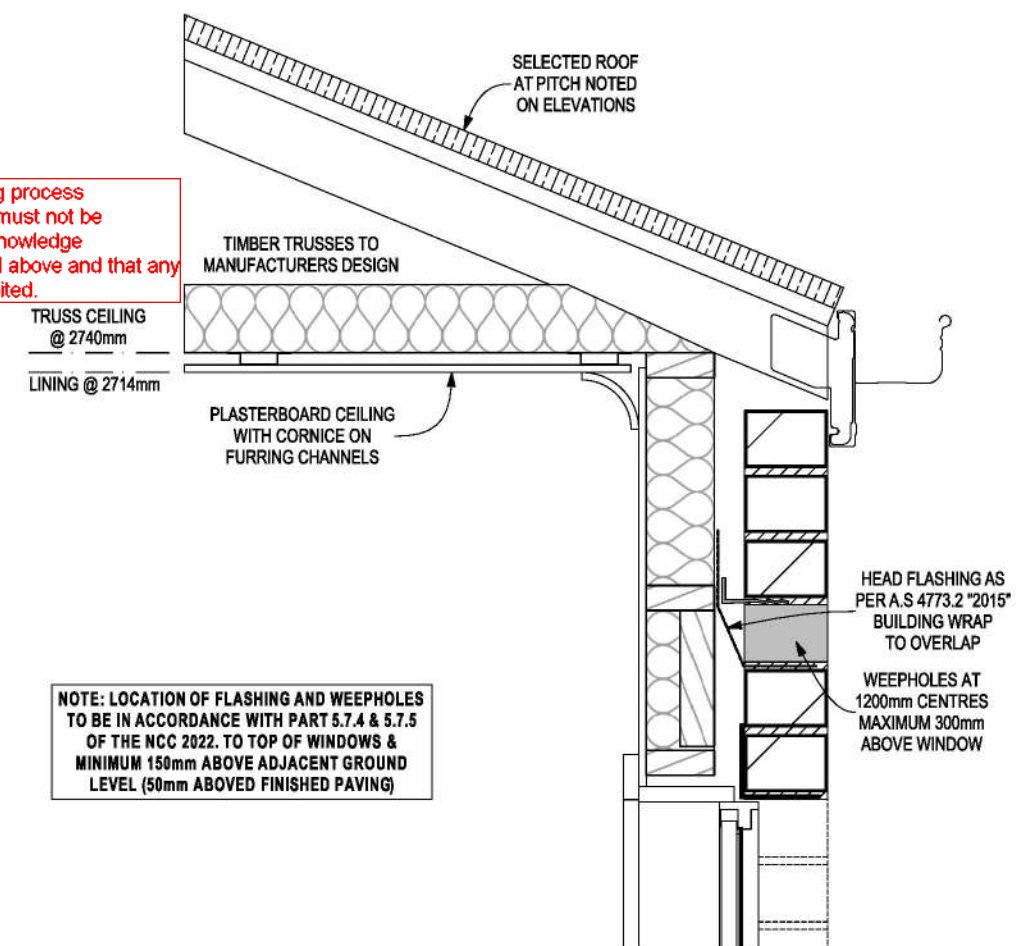 SELECTED ROOF
AT PITCH NOTED
ON ELEVATIONS
g process
must not be
nowledge
d above and that any
ited.
TIMBER TRUSSES TO
MANUFACTURERS DESIGN
TRUSS CEILING
@ 2740mm
LINING @ 2714mm
PLASTERBOARD CEILING
WITH CORNICE ON
FURRING CHANNELS
HEAD FLASHING AS
PER A.S 4773.2 "2015"
BUILDING WRAP
TO OVERLAP
WEEPHOLES AT
1200mm CENTRES
MAXIMUM 300mm
ABOVE WINDOW
NOTE: LOCATION OF FLASHING AND WEEPHOLES
TO BE IN ACCORDANCE WITH PART 5.7.4 & 5.7.5
OF THE NCC 2022. TO TOP OF WINDOWS &
MINIMUM 150mm ABOVE ADJACENT GROUND
LEVEL (50mm ABOVED FINISHED PAVING)